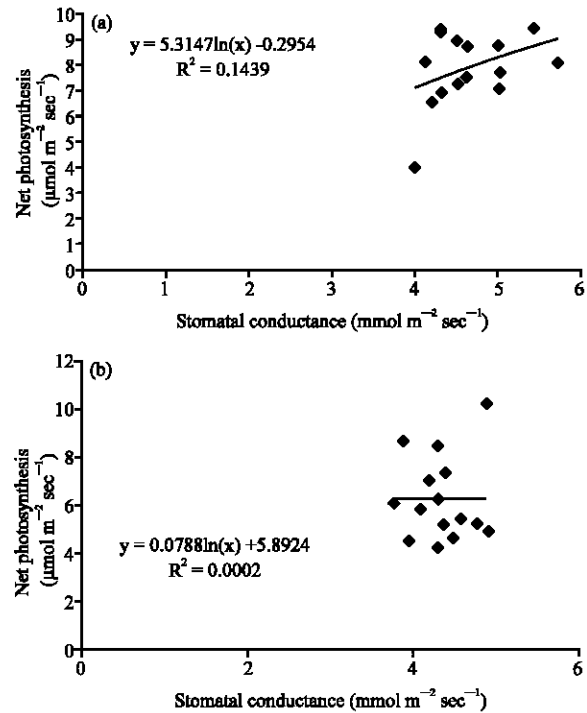 (a)
y = 5.3147ln(x) -0.2954
R² = 0.1439
Net photosynthesis
(µmol m⁻² sec⁻¹)
10
9
8
7
6
5
4
3
2
1
0
0 1 2 3 4 5 6
Stomatal conductance (mmol m⁻² sec⁻¹)
(b)
y = 0.0788ln(x) +5.8924
R² = 0.0002
Net photosynthesis
(µmol m⁻² sec⁻¹)
12
10
8
6
4
2
0
0 2 4 6
Stomatal conductance (mmol m⁻² sec⁻¹)